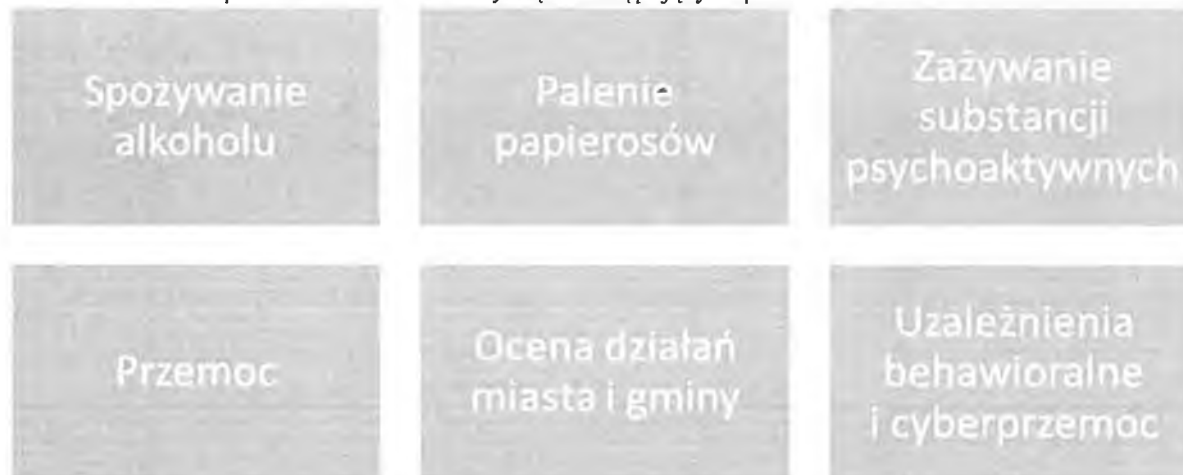 Spożywanie
alkoholu
Palenie
papierosów
Zażywanie
substancji
psychoaktywnych
Przemoc
Ocena działań
miasta i gminy
Uzależnienia
behawioralne
i cyberprzemoc